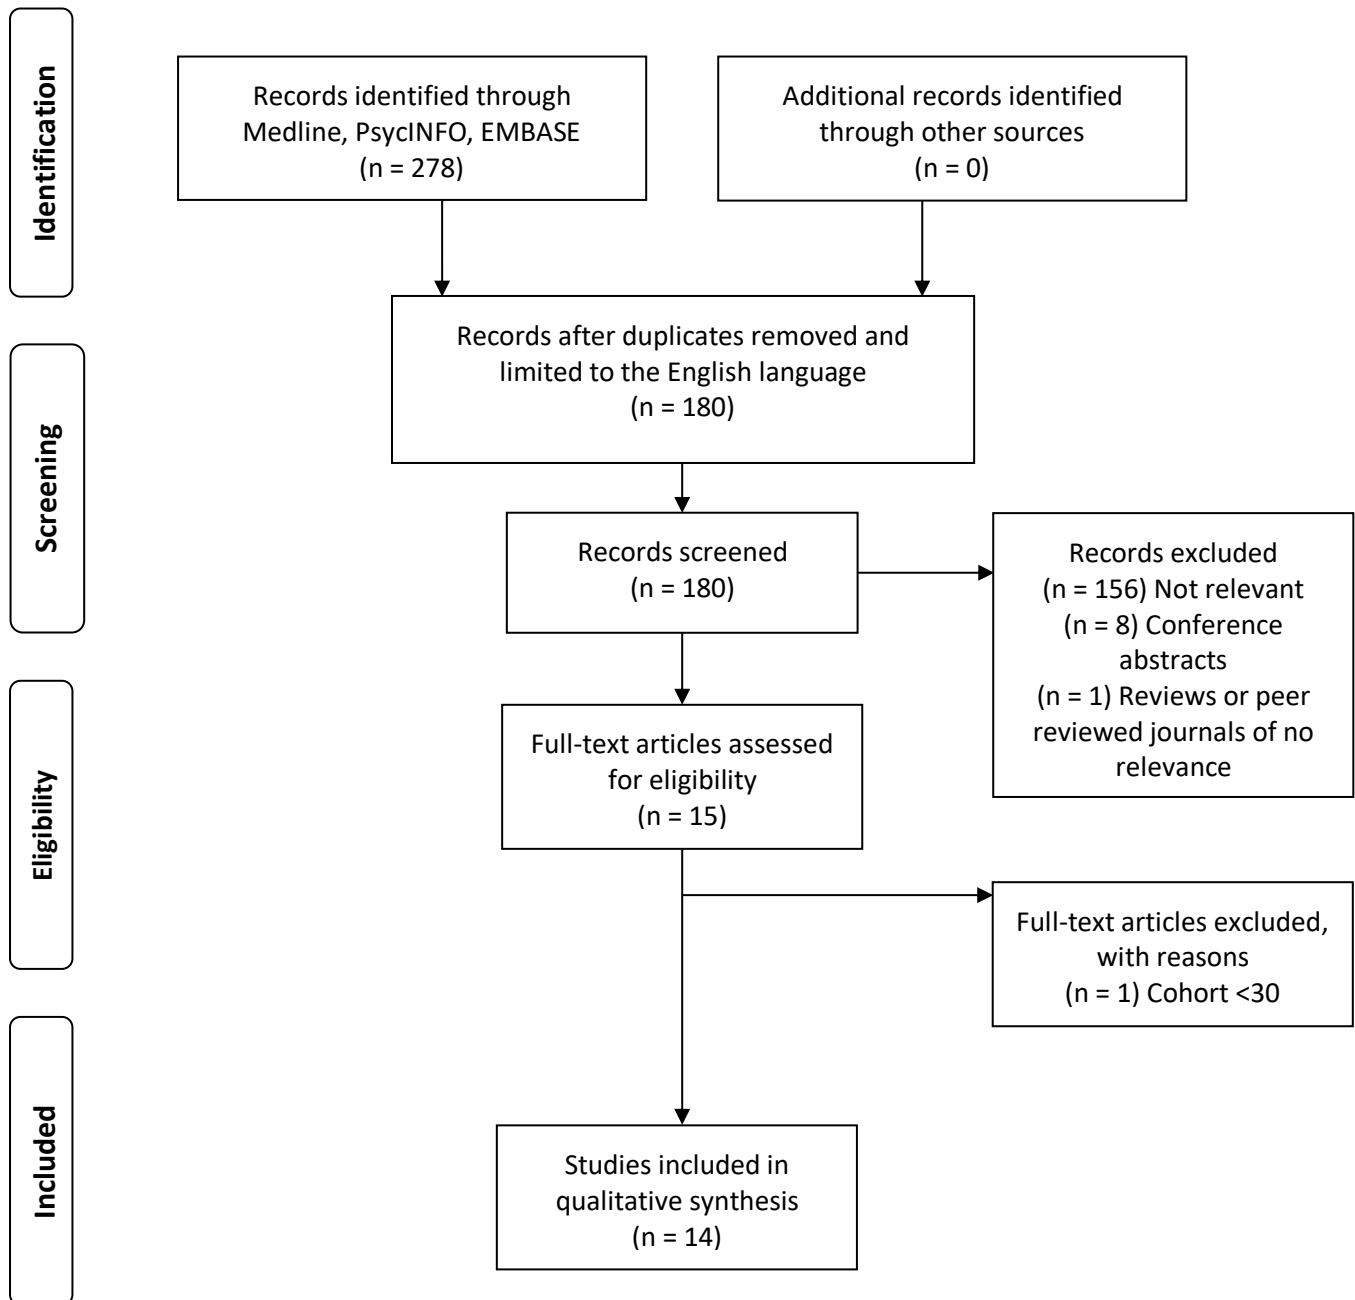 Identification
Records identified through
Medline, PsycINFO, EMBASE
(n = 278)
Additional records identified
through other sources
(n = 0)
Screening
Records after duplicates removed and
limited to the English language
(n = 180)
Records screened
(n = 180)
Records excluded
(n = 156) Not relevant
(n = 8) Conference
abstracts
(n = 1) Reviews or peer
reviewed journals of no
relevance
Eligibility
Full-text articles assessed
for eligibility
(n = 15)
Full-text articles excluded,
with reasons
(n = 1) Cohort <30
Included
Studies included in
qualitative synthesis
(n = 14)